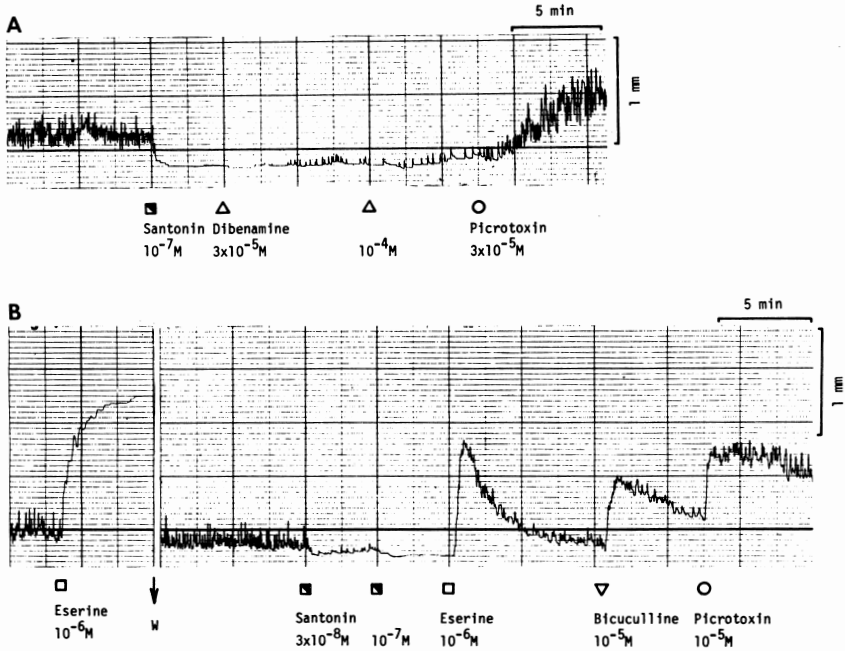 A
5 min
1 mm
Santonin Dibenamine
10⁻⁷M 3x10⁻⁵M 10⁻⁴M
Picrotoxin
3x10⁻⁵M
B
5 min
1 mm
Eserine
10⁻⁶M
W
Santonin
3x10⁻⁸M 10⁻⁷M
Eserine
10⁻⁶M
Bicuculline
10⁻⁵M
Picrotoxin
10⁻⁵M